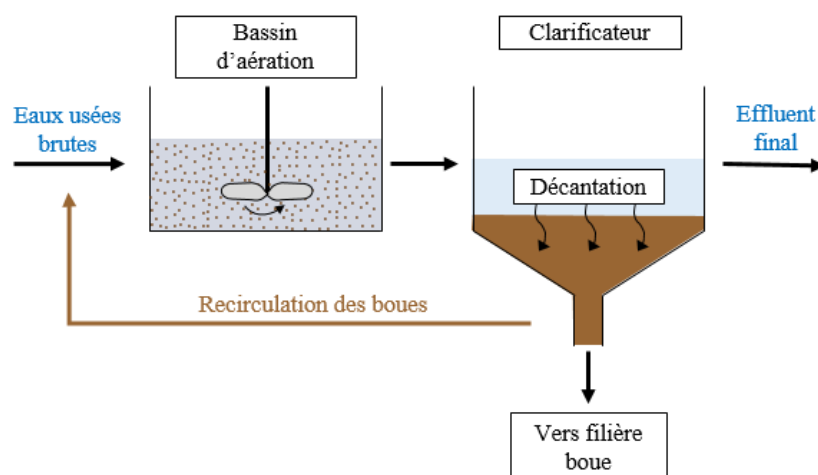 Bassin
d'aération
Clarificateur
Eaux usées
brutes
Effluent
final
Décantation
Recirculation des boues
Vers filière
boue